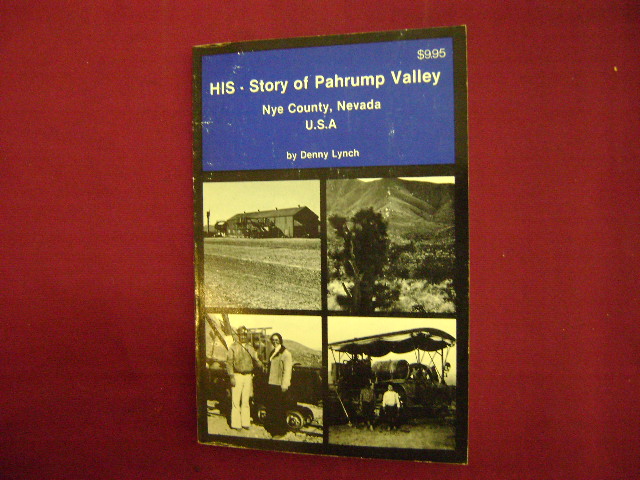 $9.95
HIS · Story of Pahrump Valley
Nye County, Nevada
U.S.A
by Denny Lynch